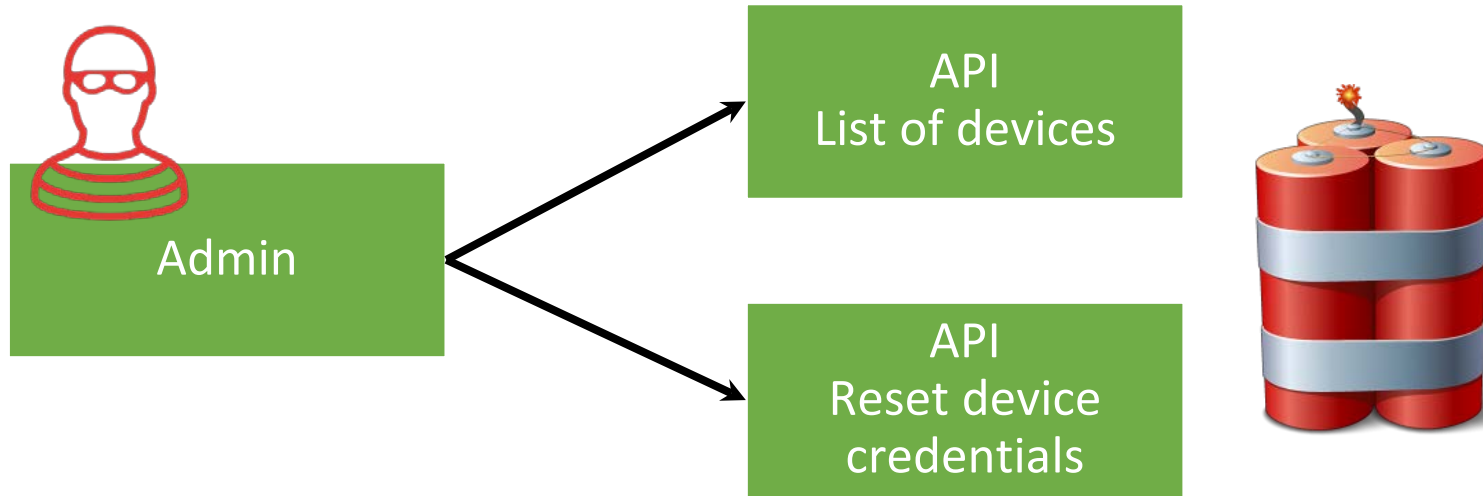 Admin
API
List of devices
API
Reset device
credentials